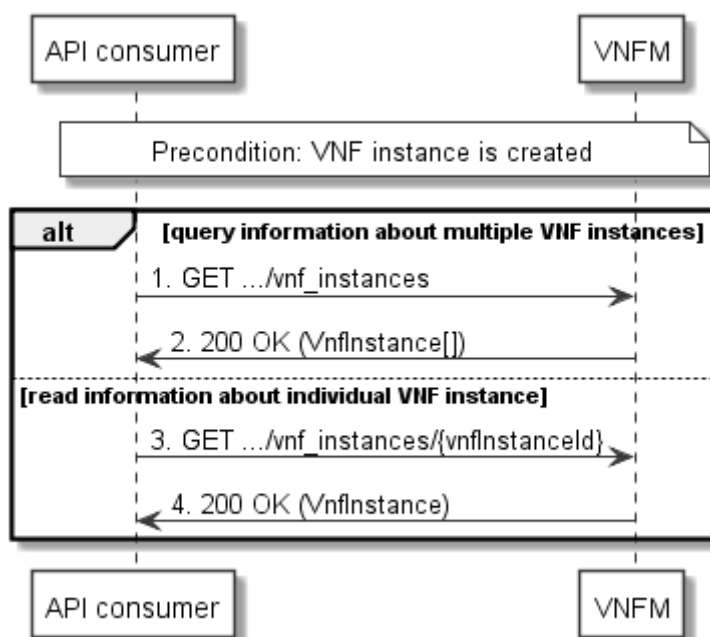 API consumer
VNFM
Precondition: VNF instance is created
alt
[query information about multiple VNF instances]
1. GET .../vnf_instances
2. 200 OK (VnfInstance[])
[read information about individual VNF instance]
3. GET .../vnf_instances/{vnfInstanceId}
4. 200 OK (VnfInstance)
API consumer
VNFM